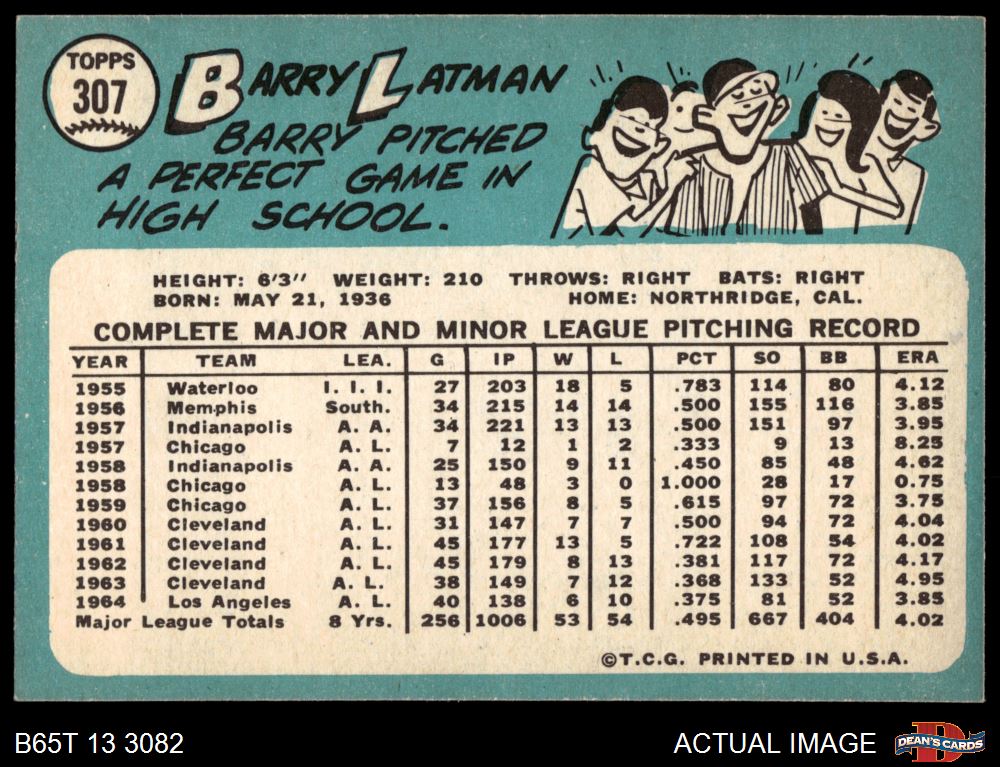 TOPPS
307
BARRY LATMAN
BARRY PITCHED
A PERFECT GAME IN
HIGH SCHOOL.
HEIGHT: 6'3" WEIGHT: 210 THROWS: RIGHT BATS: RIGHT
BORN: MAY 21, 1936 HOME: NORTHRIDGE, CAL.
COMPLETE MAJOR AND MINOR LEAGUE PITCHING RECORD
YEAR TEAM LEA. G IP W L PCT SO BB ERA
1955 Waterloo I. I. I. 27 203 18 5 .783 114 80 4.12
1956 Memphis South. 34 215 14 14 .500 155 116 3.85
1957 Indianapolis A. A. 34 221 13 13 .500 151 97 3.95
1957 Chicago A. L. 7 12 1 2 .333 9 13 8.25
1958 Indianapolis A. A. 25 150 9 11 .450 85 48 4.62
1958 Chicago A. L. 13 48 3 0 1.000 28 17 0.75
1959 Chicago A. L. 37 156 8 5 .615 97 72 3.75
1960 Cleveland A. L. 31 147 7 7 .500 94 72 4.04
1961 Cleveland A. L. 45 177 13 5 .722 108 54 4.02
1962 Cleveland A. L. 45 179 8 13 .381 117 72 4.17
1963 Cleveland A. L. 38 149 7 12 .368 133 52 4.95
1964 Los Angeles A. L. 40 138 6 10 .375 81 52 3.85
Major League Totals 8 Yrs. 256 1006 53 54 .495 667 404 4.02
©T.C.G. PRINTED IN U.S.A.
B65T 13 3082 ACTUAL IMAGE
D
DEAN'S CARDS